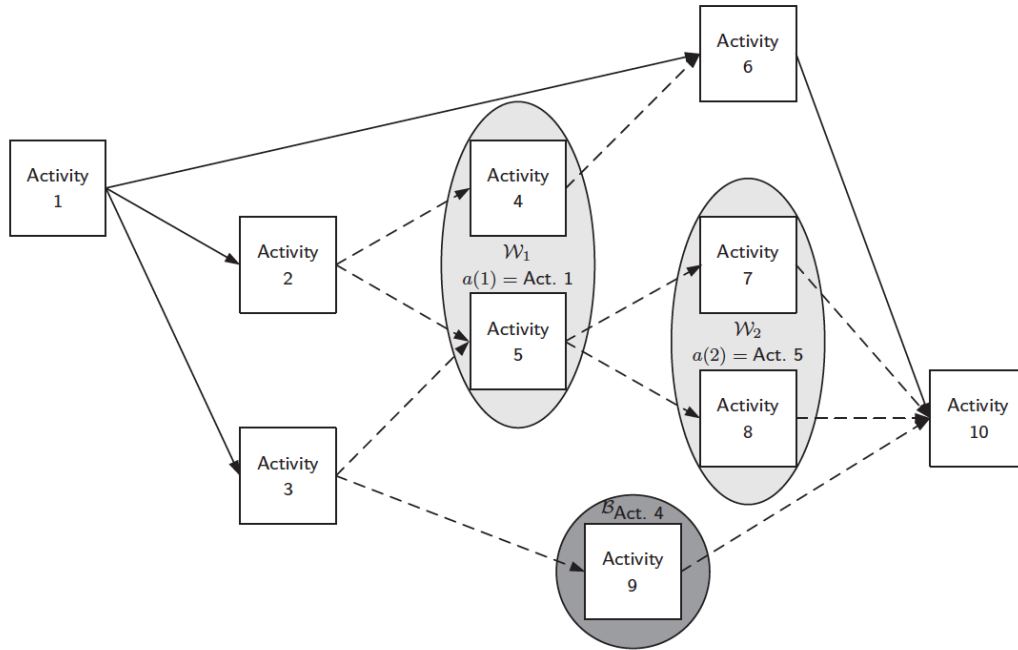 Activity
6
Activity
1
Activity
4
Activity
2
𝒲₁
a(1) = Act. 1
Activity
5
Activity
7
𝒲₂
a(2) = Act. 5
Activity
8
Activity
10
Activity
3
ℬAct. 4
Activity
9